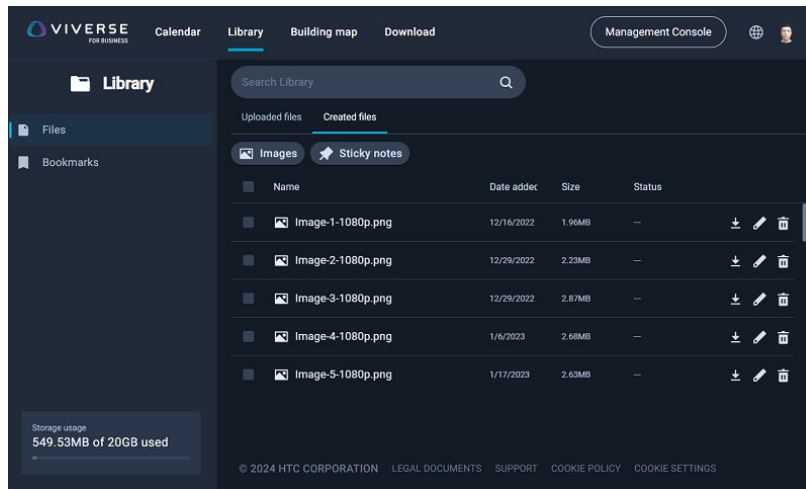 VIVERSE
FOR BUSINESS
Calendar
Library
Building map
Download
Management Console
Library
Files
Bookmarks
Storage usage
549.53MB of 20GB used
Search Library
Uploaded files
Created files
Images
Sticky notes
Name Date added Size Status
Image-1-1080p.png 12/16/2022 1.96MB —
Image-2-1080p.png 12/29/2022 2.23MB —
Image-3-1080p.png 12/29/2022 2.87MB —
Image-4-1080p.png 1/6/2023 2.68MB —
Image-5-1080p.png 1/17/2023 2.63MB —
© 2024 HTC CORPORATION LEGAL DOCUMENTS SUPPORT COOKIE POLICY COOKIE SETTINGS